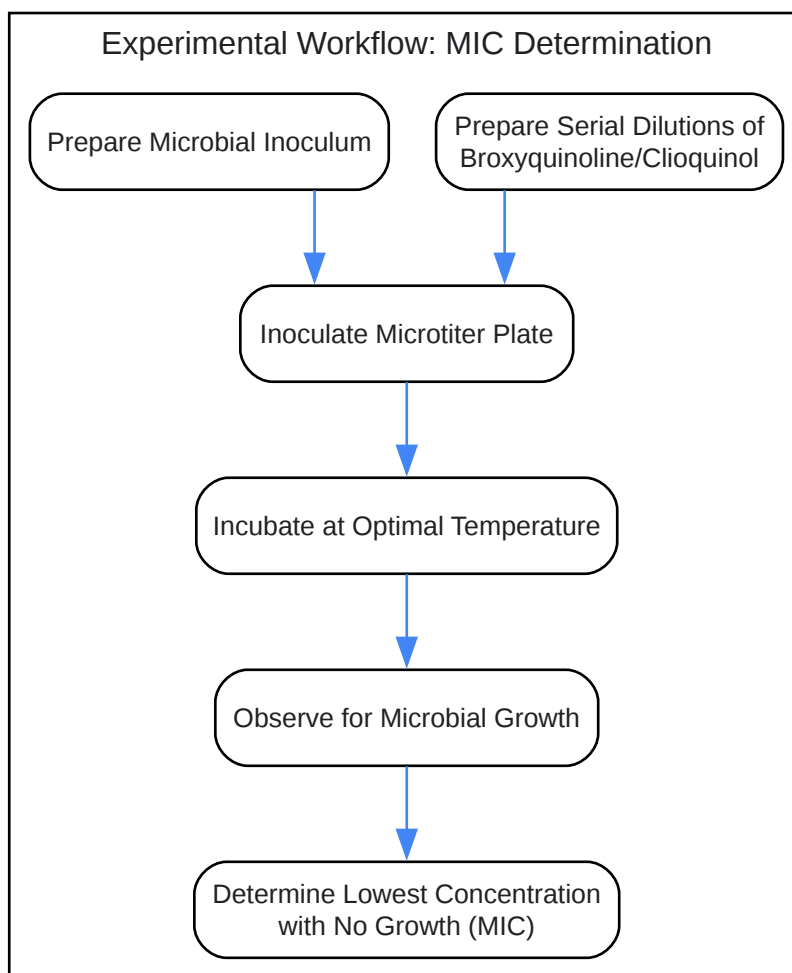 Experimental Workflow: MIC Determination
Prepare Microbial Inoculum
Prepare Serial Dilutions of
Broxyquinoline/Clioquinol
Inoculate Microtiter Plate
Incubate at Optimal Temperature
Observe for Microbial Growth
Determine Lowest Concentration
with No Growth (MIC)